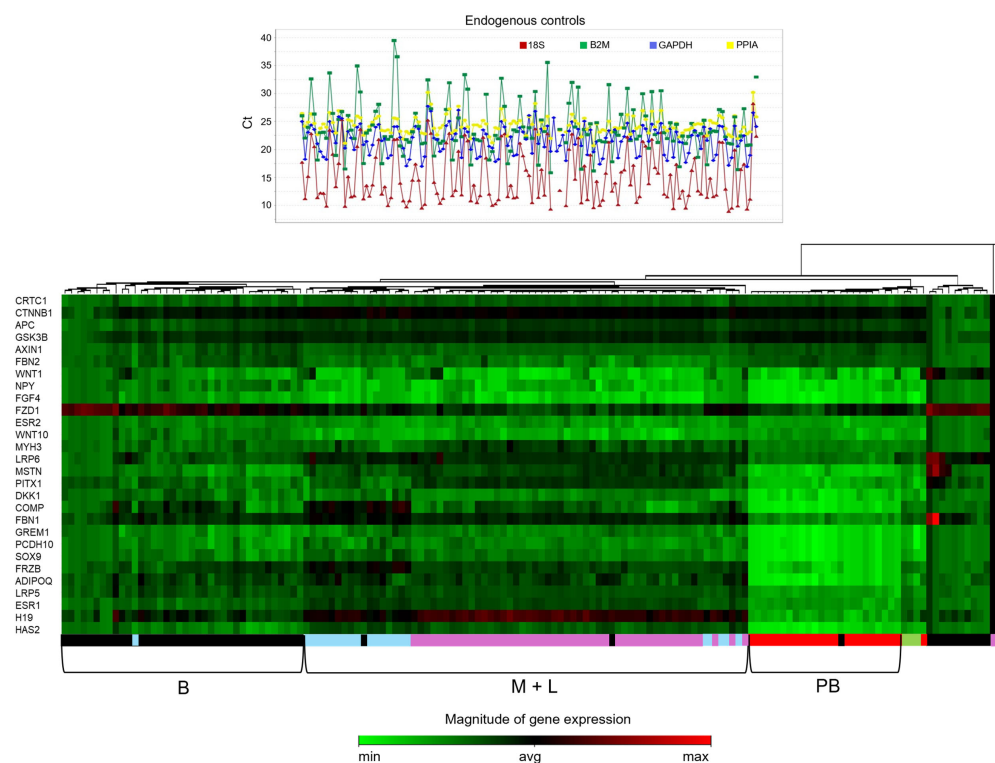 Endogenous controls
18S B2M GAPDH PPIA
Ct
40
35
30
25
20
15
10
CRTC1
CTNNB1
APC
GSK3B
AXIN1
FBN2
WNT1
NPY
FGF4
FZD1
ESR2
WNT10
MYH3
LRP6
MSTN
PITX1
DKK1
COMP
FBN1
GREM1
PCDH10
SOX9
FRZB
ADIPOQ
LRP5
ESR1
H19
HAS2
B M + L PB
Magnitude of gene expression
min avg max